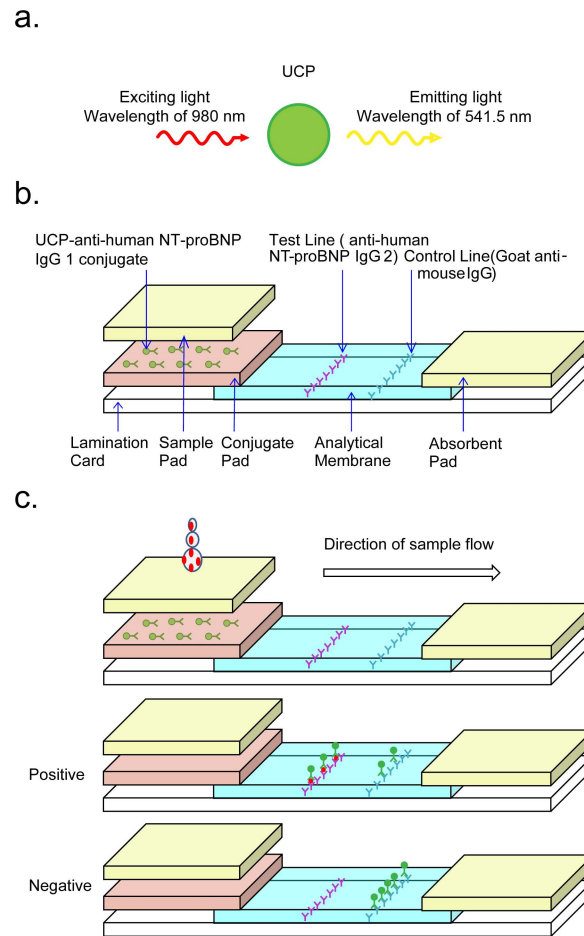 a.
UCP
Exciting light
Wavelength of 980 nm
Emitting light
Wavelength of 541.5 nm
b.
UCP-anti-human NT-proBNP
IgG 1 conjugate
Test Line ( anti-human
NT-proBNP IgG 2)
Control Line(Goat anti-
mouse IgG)
Lamination
Card
Sample
Pad
Conjugate
Pad
Analytical
Membrane
Absorbent
Pad
c.
Direction of sample flow
Positive
Negative